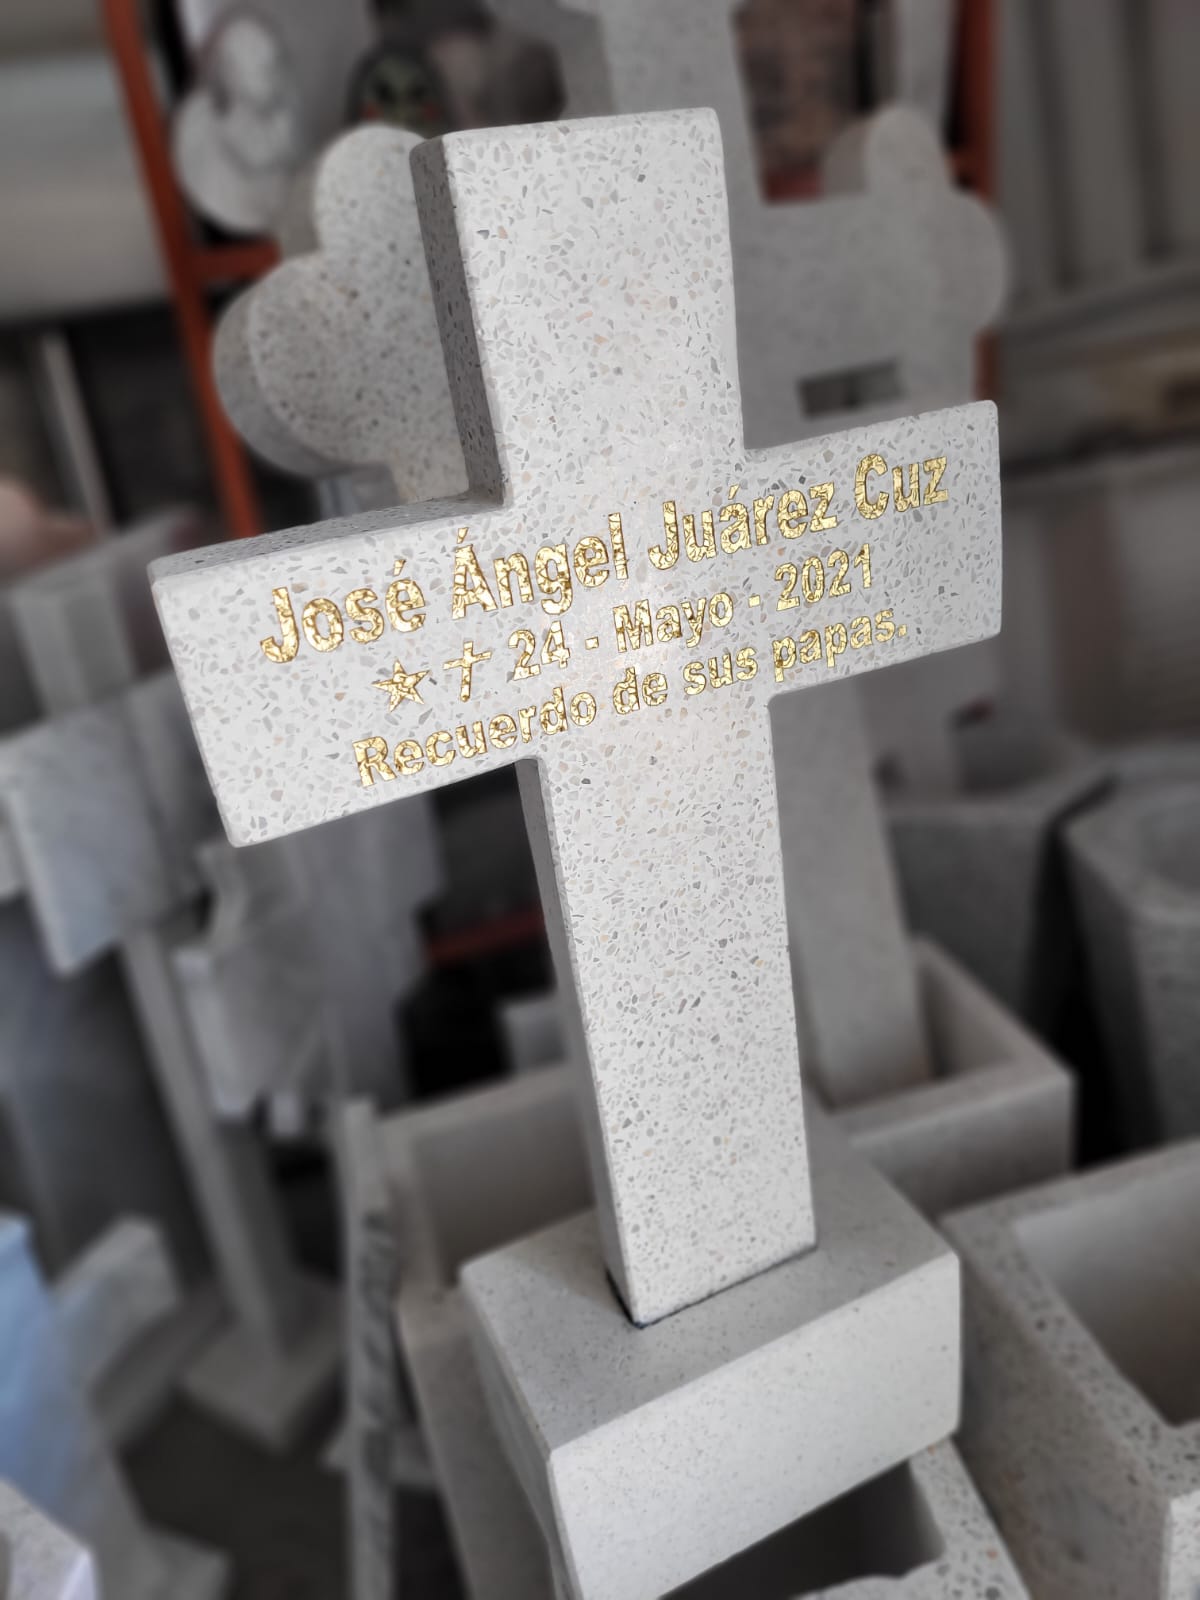 José Ángel Juárez Cuz
★ ✝ 24 - Mayo - 2021
Recuerdo de sus papas.